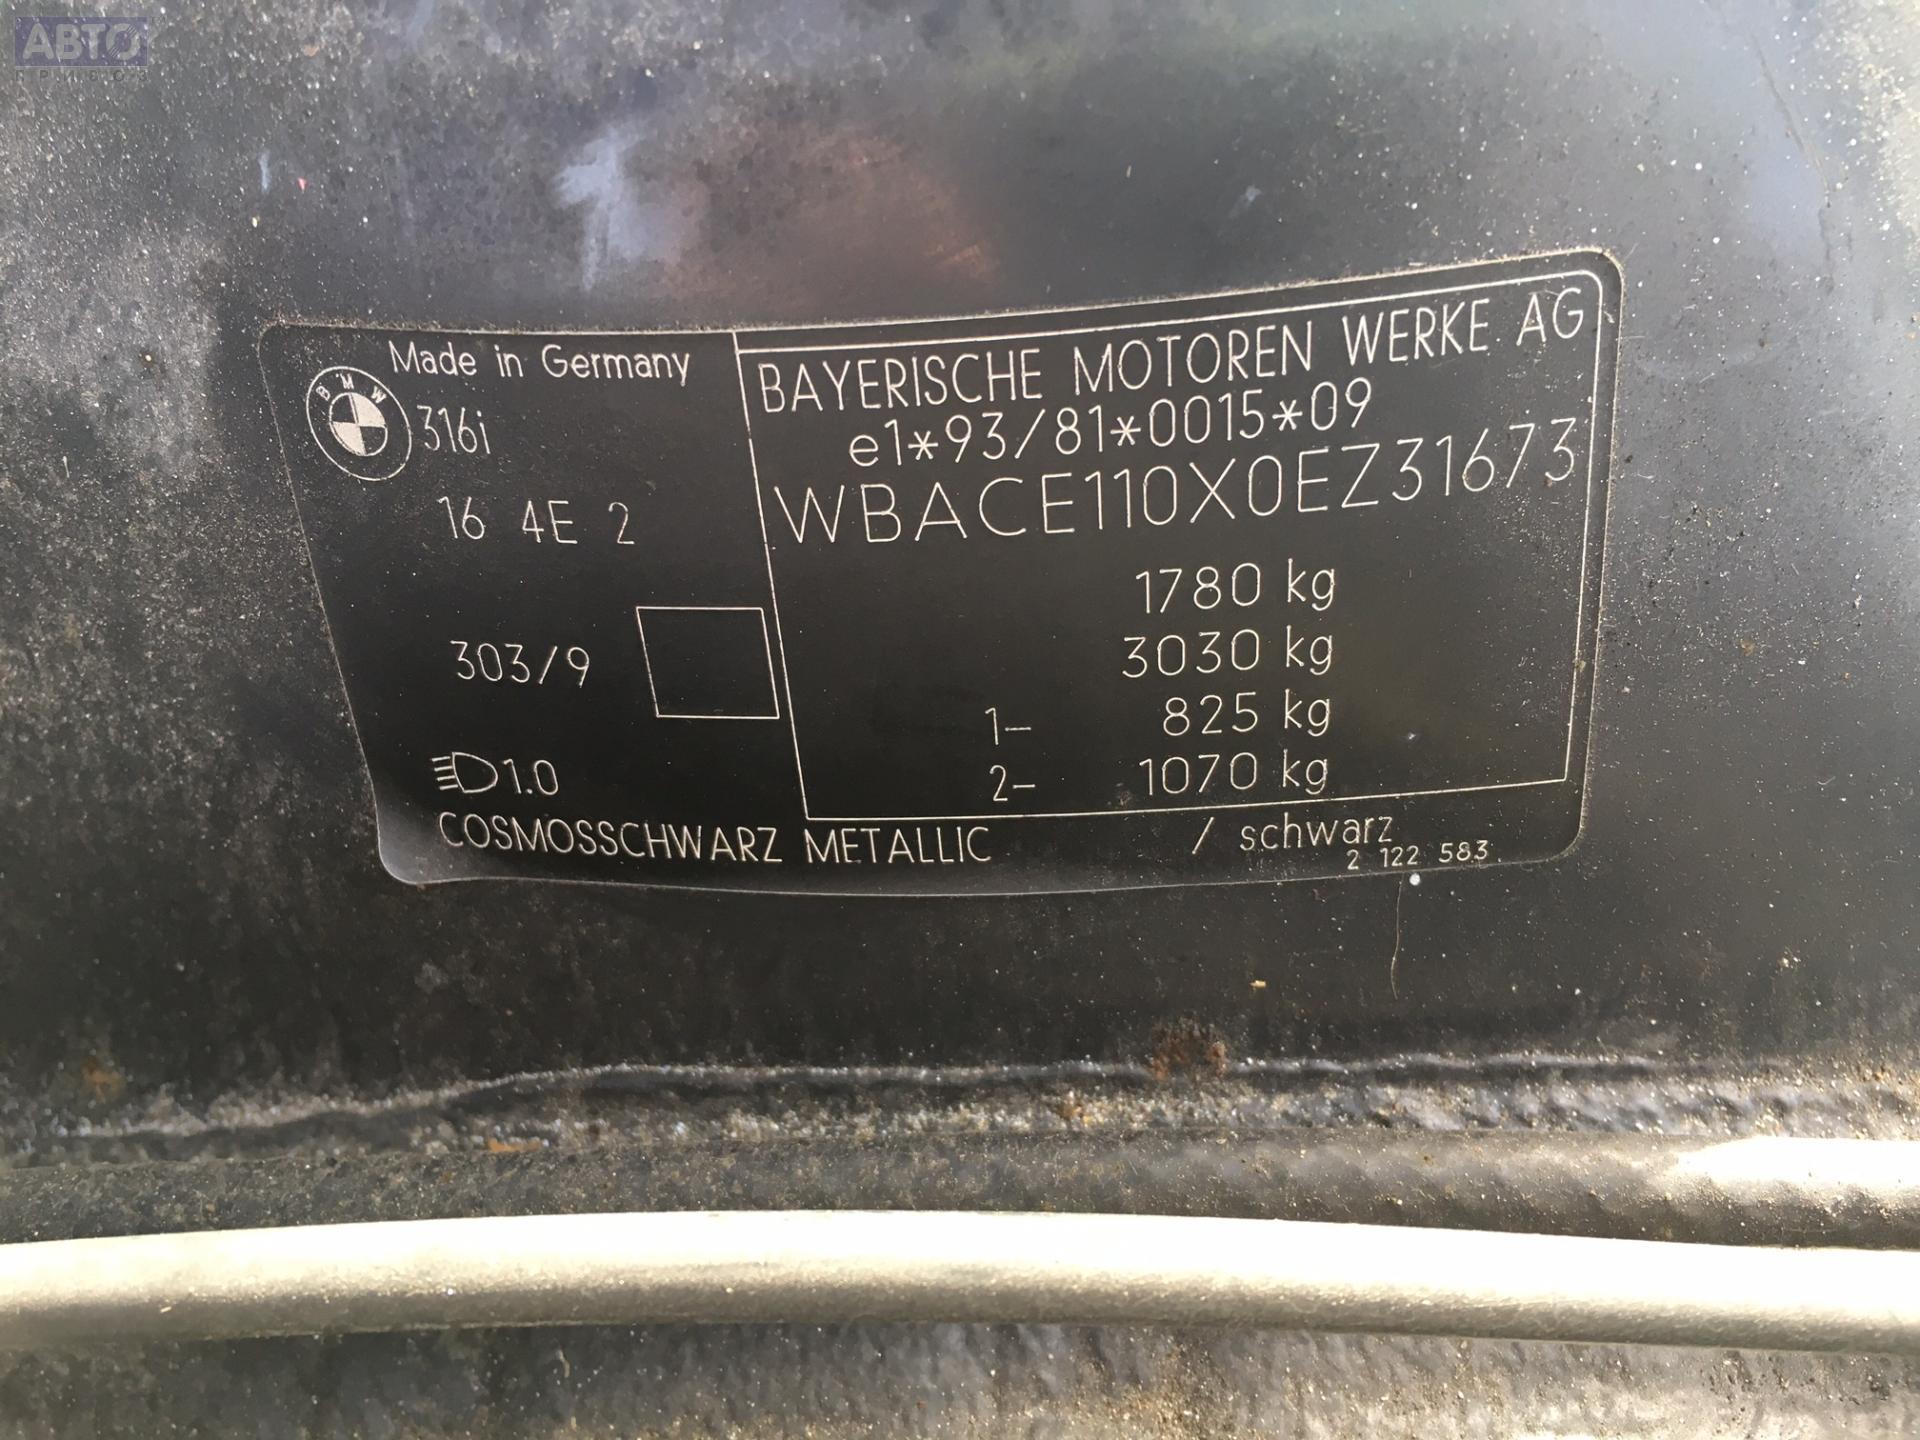 АВТО
ПРИВОЗ
Made in Germany
BMW
316i
16 4E 2
303/9
1.0
COSMOSSCHWARZ METALLIC / schwarz
2 122 583
BAYERISCHE MOTOREN WERKE AG
e1*93/81*0015*09
WBACE110X0EZ31673
1780 kg
3030 kg
1- 825 kg
2- 1070 kg